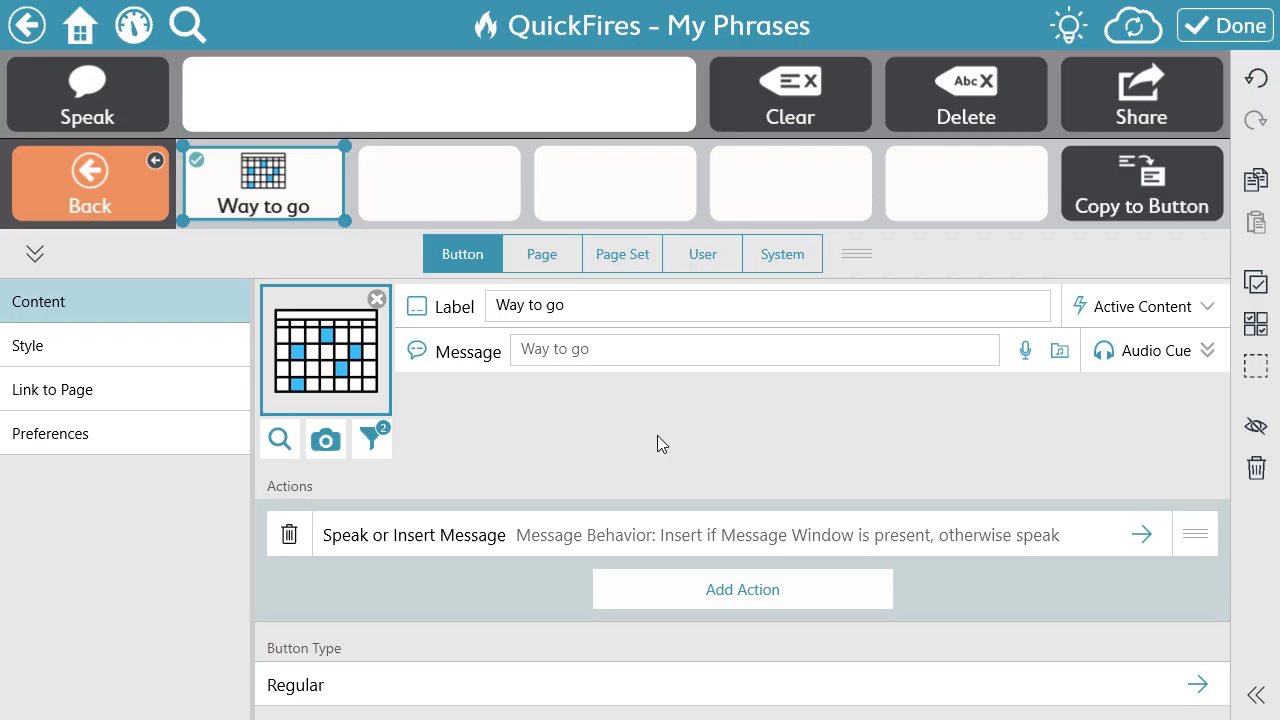 QuickFires - My Phrases
Done
Speak
Clear
Abc X
Delete
Share
Back
Way to go
Copy to Button
Button
Page
Page Set
User
System
Content
Style
Link to Page
Preferences
Label
Way to go
Active Content
Message
Way to go
Audio Cue
2
Actions
Speak or Insert Message
Message Behavior: Insert if Message Window is present, otherwise speak
Add Action
Button Type
Regular